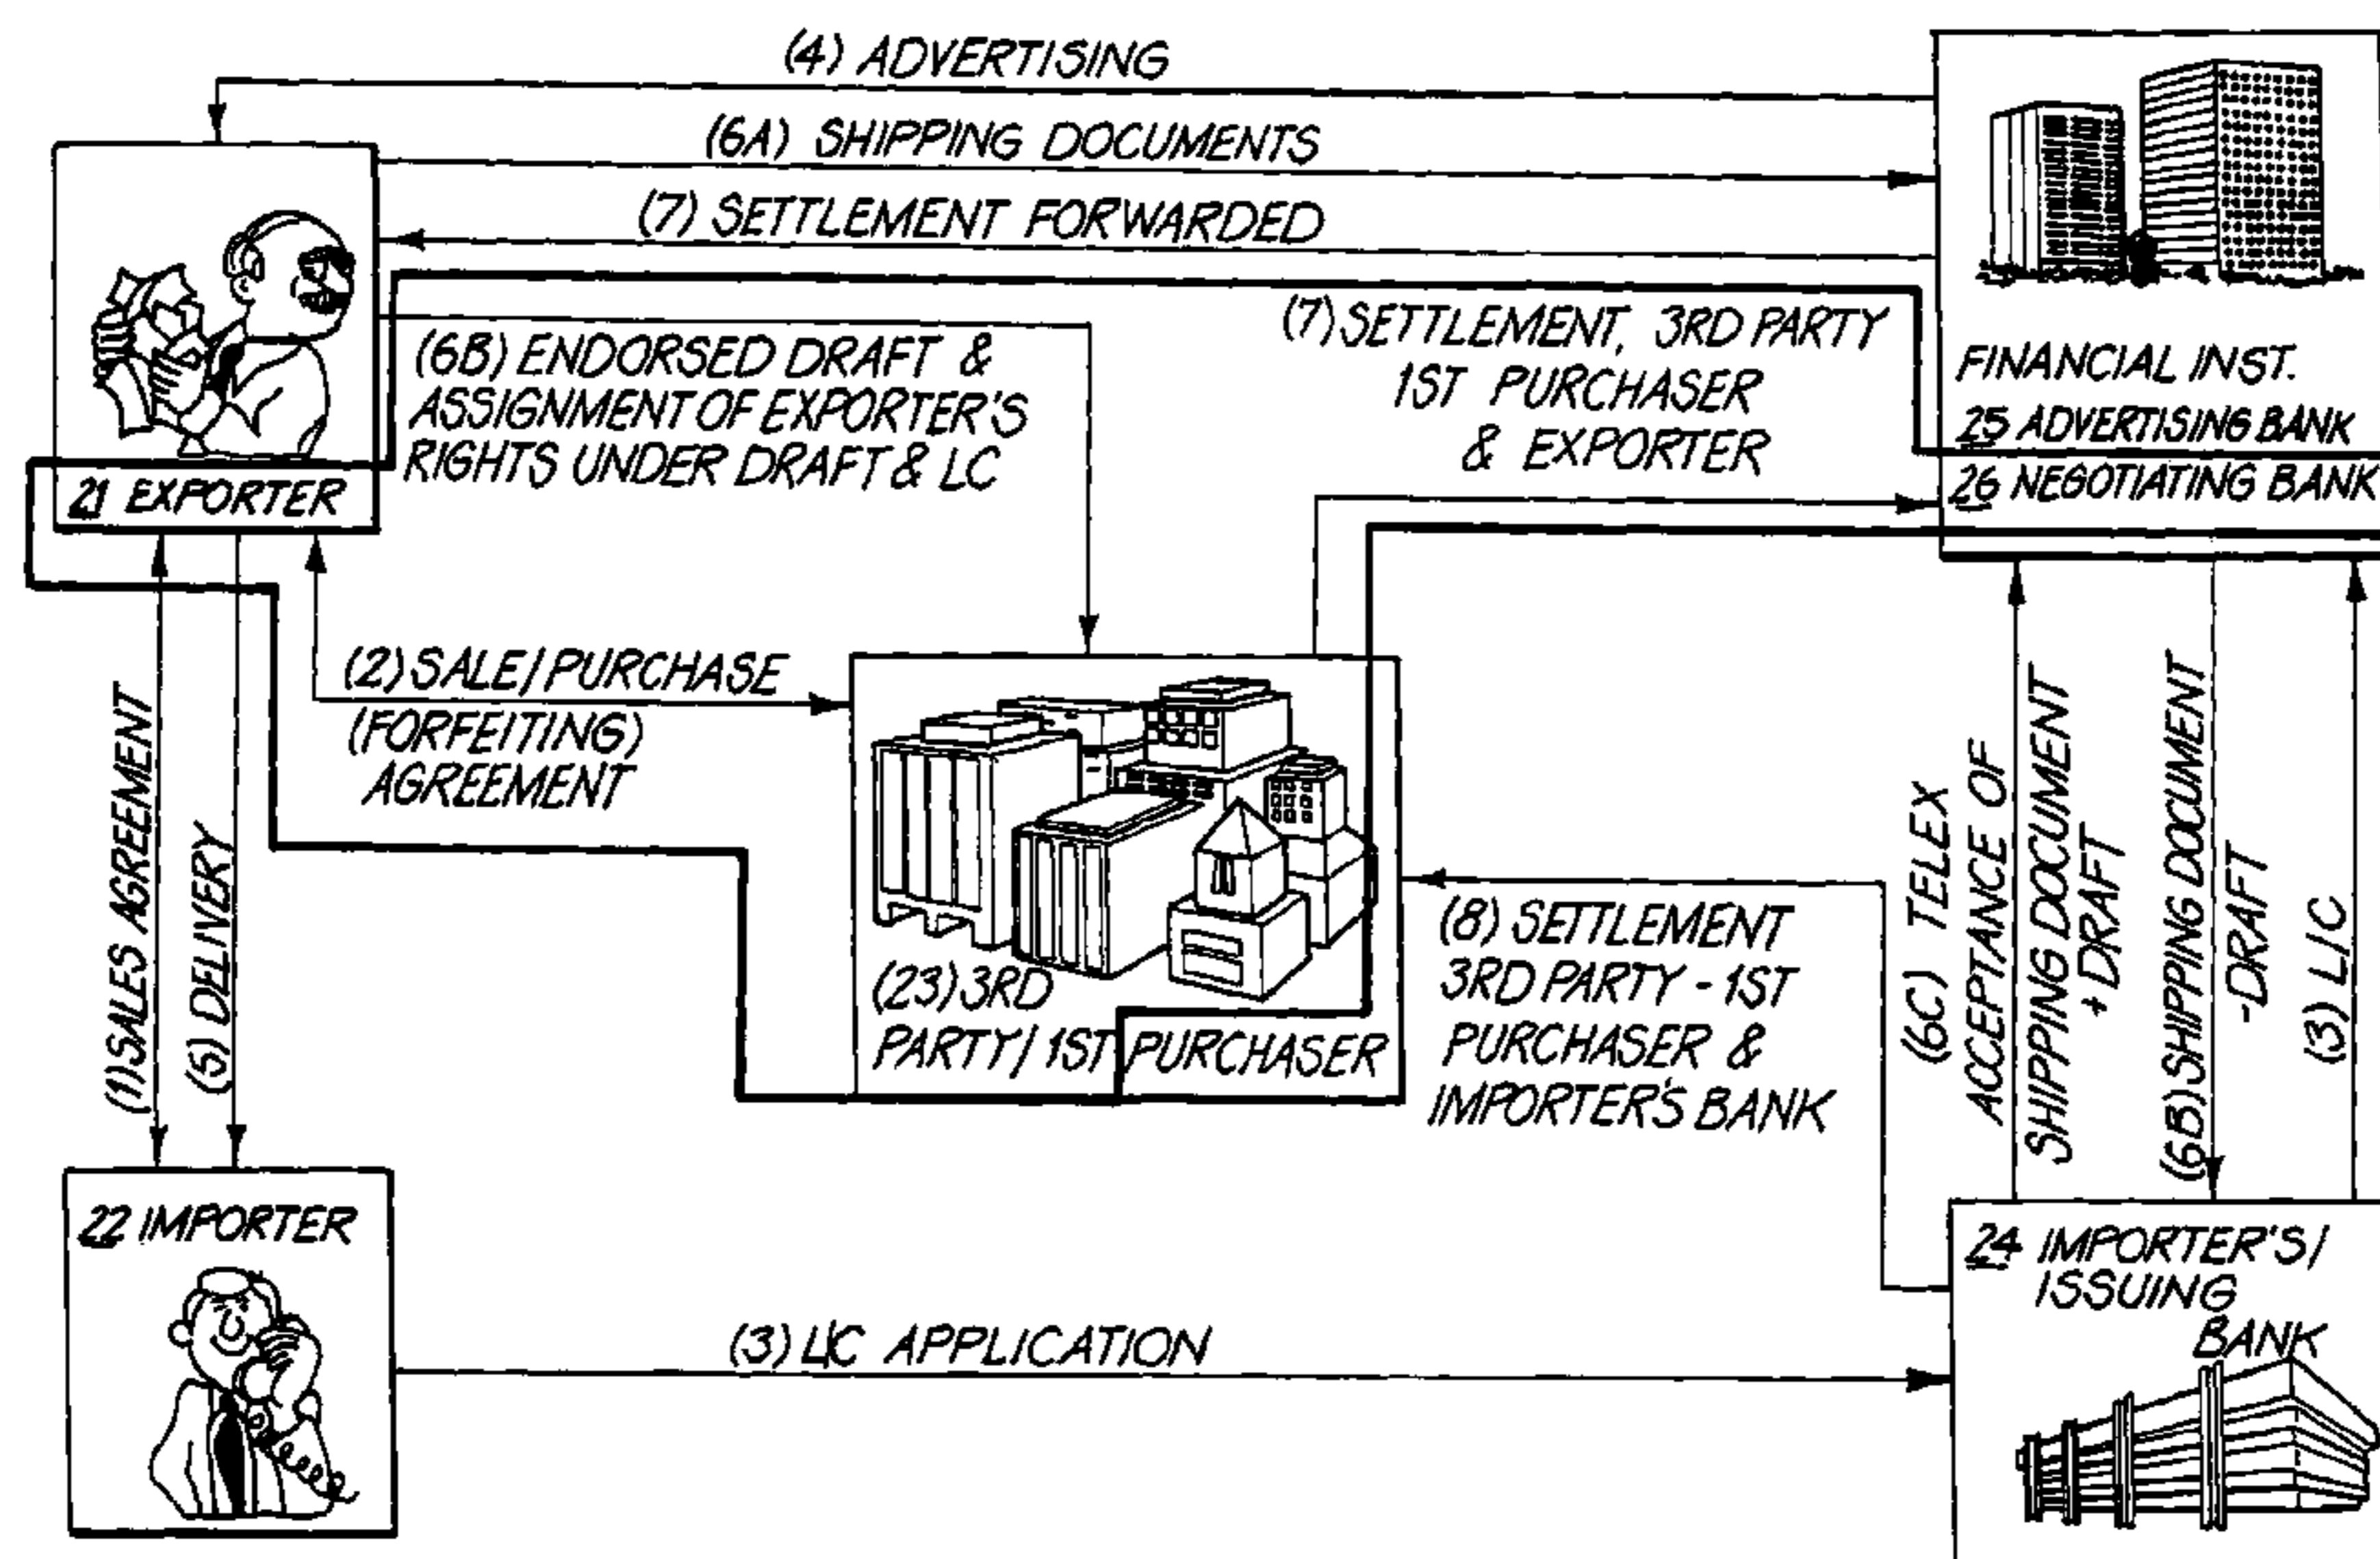 (4) ADVERTISING
(6A) SHIPPING DOCUMENTS
(7) SETTLEMENT FORWARDED
(7) SETTLEMENT, 3RD PARTY
1ST PURCHASER
& EXPORTER
FINANCIAL INST.
25 ADVERTISING BANK
26 NEGOTIATING BANK
(6B) ENDORSED DRAFT &
ASSIGNMENT OF EXPORTER'S
RIGHTS UNDER DRAFT & LC
21 EXPORTER
(2) SALE/PURCHASE
(FORFEITING)
AGREEMENT
(1) SALES AGREEMENT
(5) DELIVERY
(23) 3RD
PARTY/1ST PURCHASER
(8) SETTLEMENT
3RD PARTY - 1ST
PURCHASER &
IMPORTER'S BANK
(6C) TELEX
ACCEPTANCE OF
SHIPPING DOCUMENT
+DRAFT
(6B) SHIPPING DOCUMENT
-DRAFT
(3) L/C
22 IMPORTER
(3) L/C APPLICATION
24 IMPORTER'S/
ISSUING
BANK